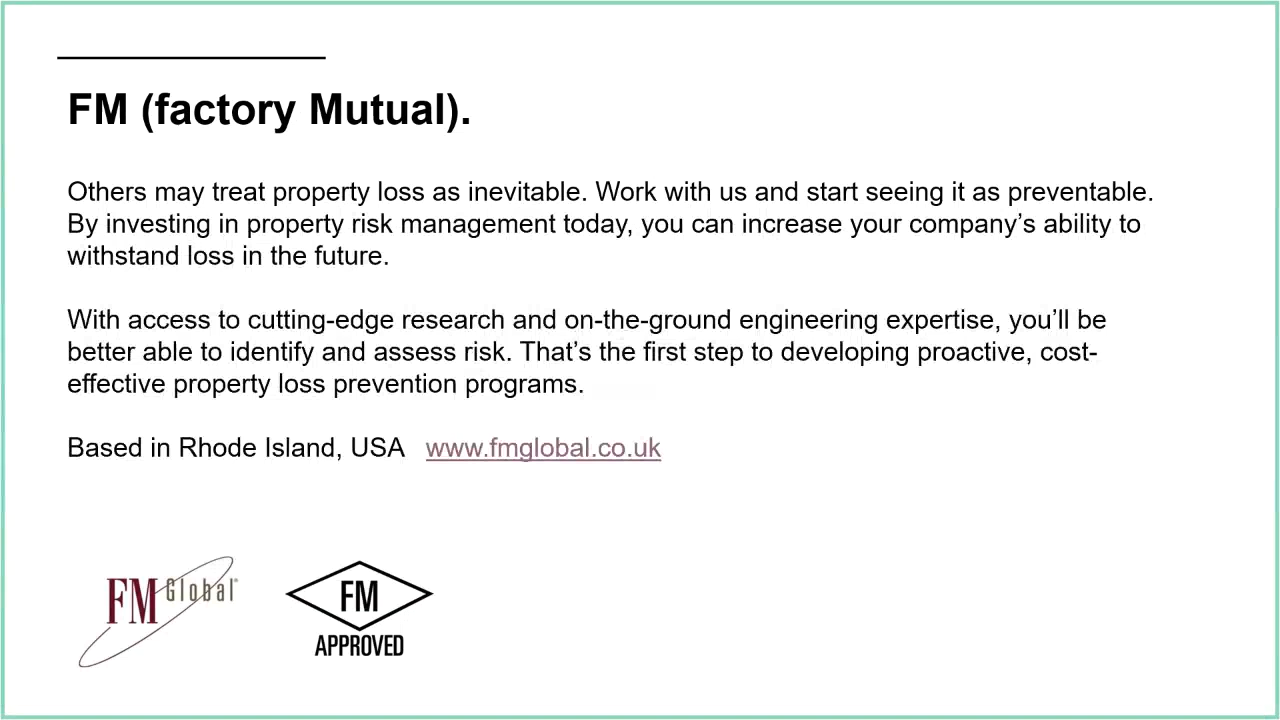 FM (factory Mutual).
Others may treat property loss as inevitable. Work with us and start seeing it as preventable.
By investing in property risk management today, you can increase your company’s ability to
withstand loss in the future.
With access to cutting-edge research and on-the-ground engineering expertise, you’ll be
better able to identify and assess risk. That’s the first step to developing proactive, cost-
effective property loss prevention programs.
Based in Rhode Island, USA www.fmglobal.co.uk
FM Global®
FM
APPROVED